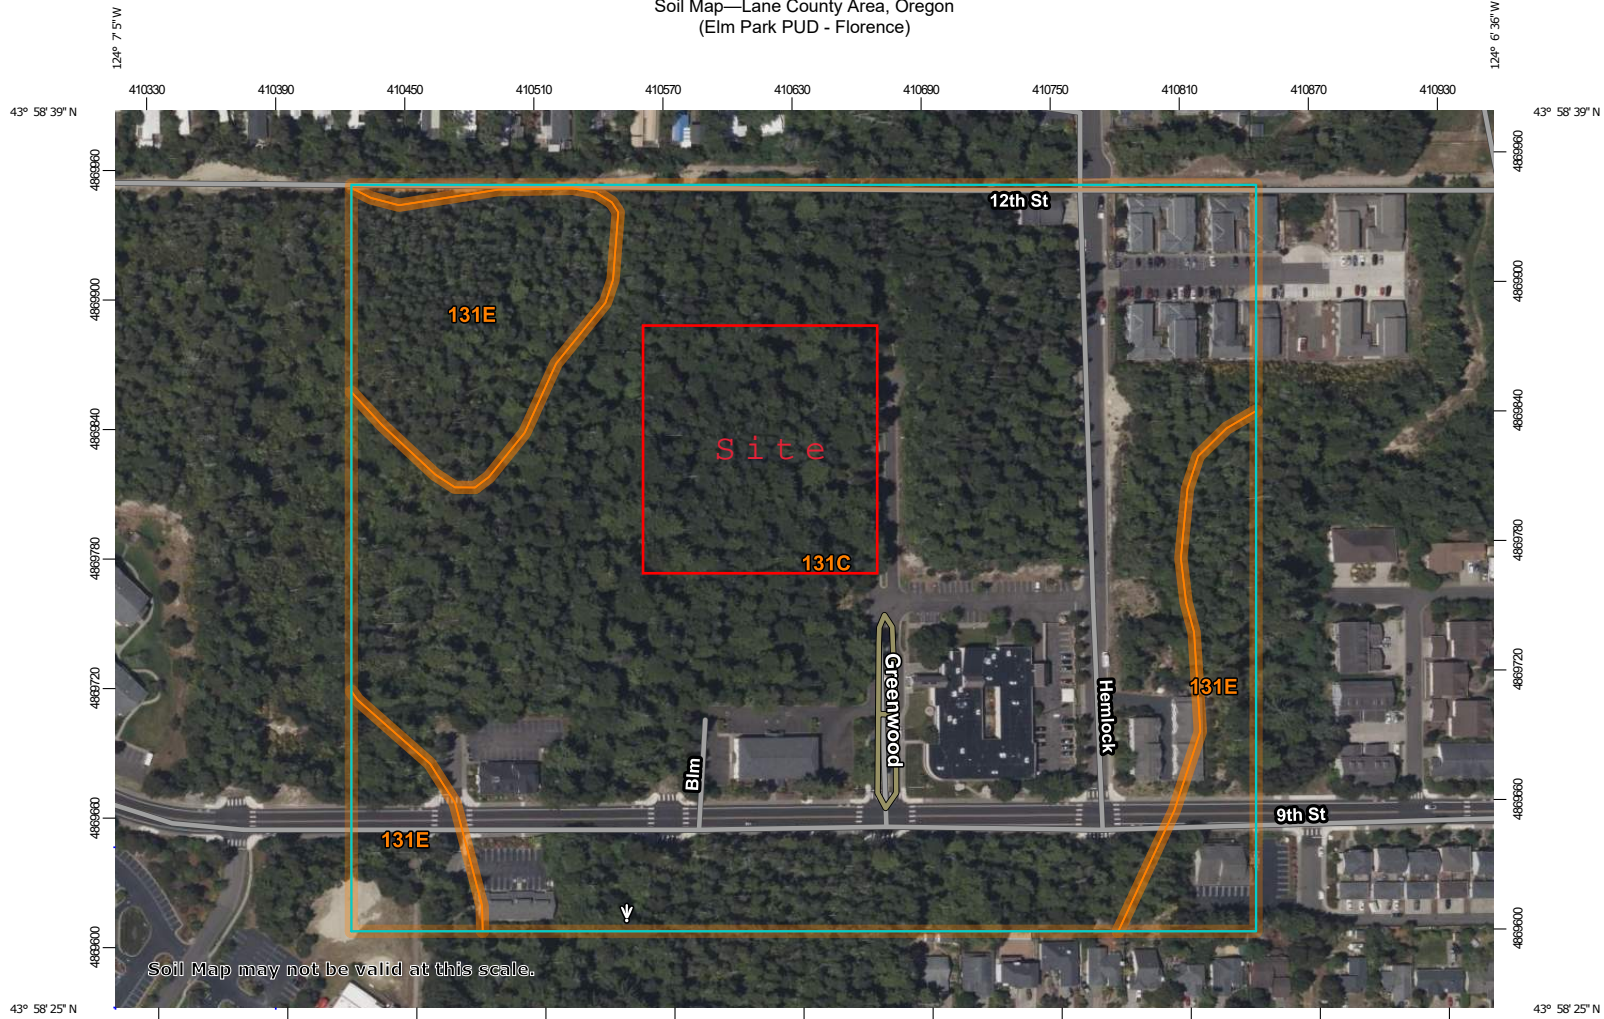 Soil Map—Lane County Area, Oregon
(Elm Park PUD - Florence)
124° 7' 5" W
124° 6' 36" W
410330 410390 410450 410510 410570 410630 410690 410750 410810 410870 410930
43° 58' 39" N
43° 58' 39" N
4869960
4869960
12th St
4869900
4869900
131E
4869840
4869840
Site
4869780
4869780
131C
4869720
4869720
Greenwood
Hemlock
131E
Blm
4869660
4869660
9th St
131E
4869600
4869600
Soil Map may not be valid at this scale.
43° 58' 25" N
43° 58' 25" N